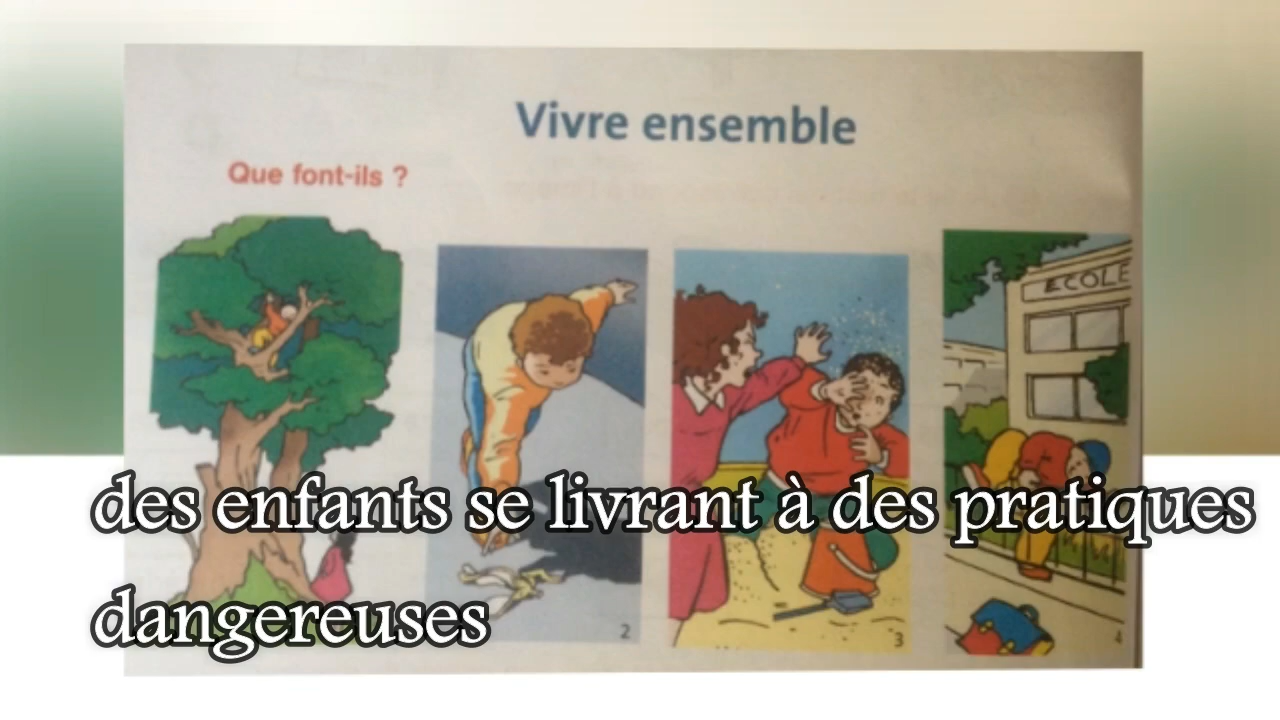 Vivre ensemble
Que font-ils ?
ECOLE
des enfants se livrant à des pratiques
dangereuses
2
3
4